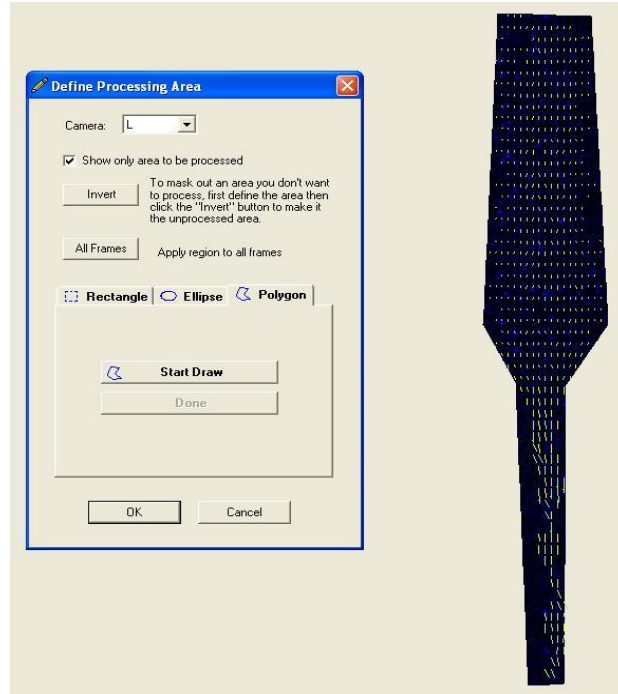 Define Processing Area
Camera: L
Show only area to be processed
Invert
To mask out an area you don't want
to process, first define the area then
click the "Invert" button to make it
the unprocessed area.
All Frames
Apply region to all frames
Rectangle Ellipse Polygon
Start Draw
Done
OK Cancel